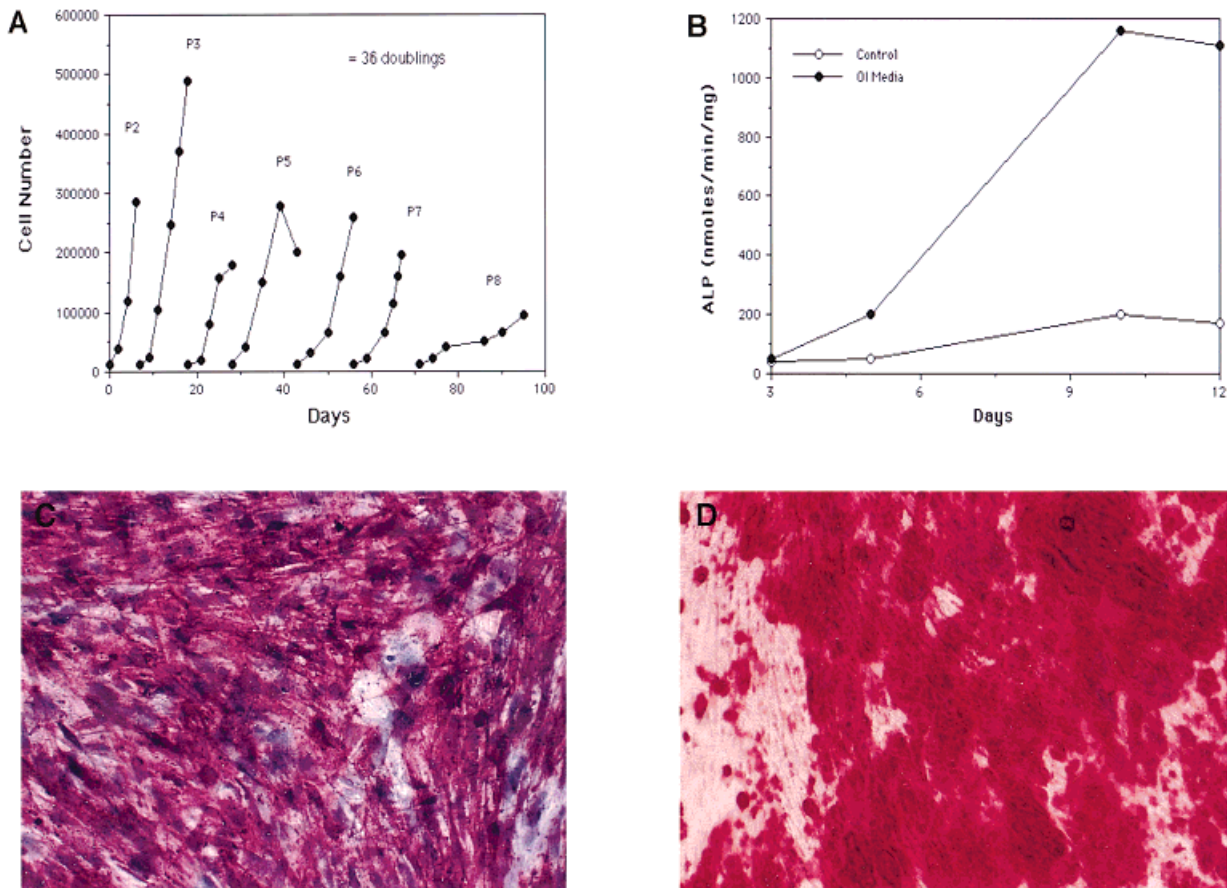 A
Cell Number
600000
500000
400000
300000
200000
100000
0
P2
P3
P4
P5
P6
P7
P8
= 36 doublings
0 20 40 60 80 100
Days
B
ALP (nmoles/min/mg)
1200
1000
800
600
400
200
0
Control
OI Media
3 6 9 12
Days
C
D